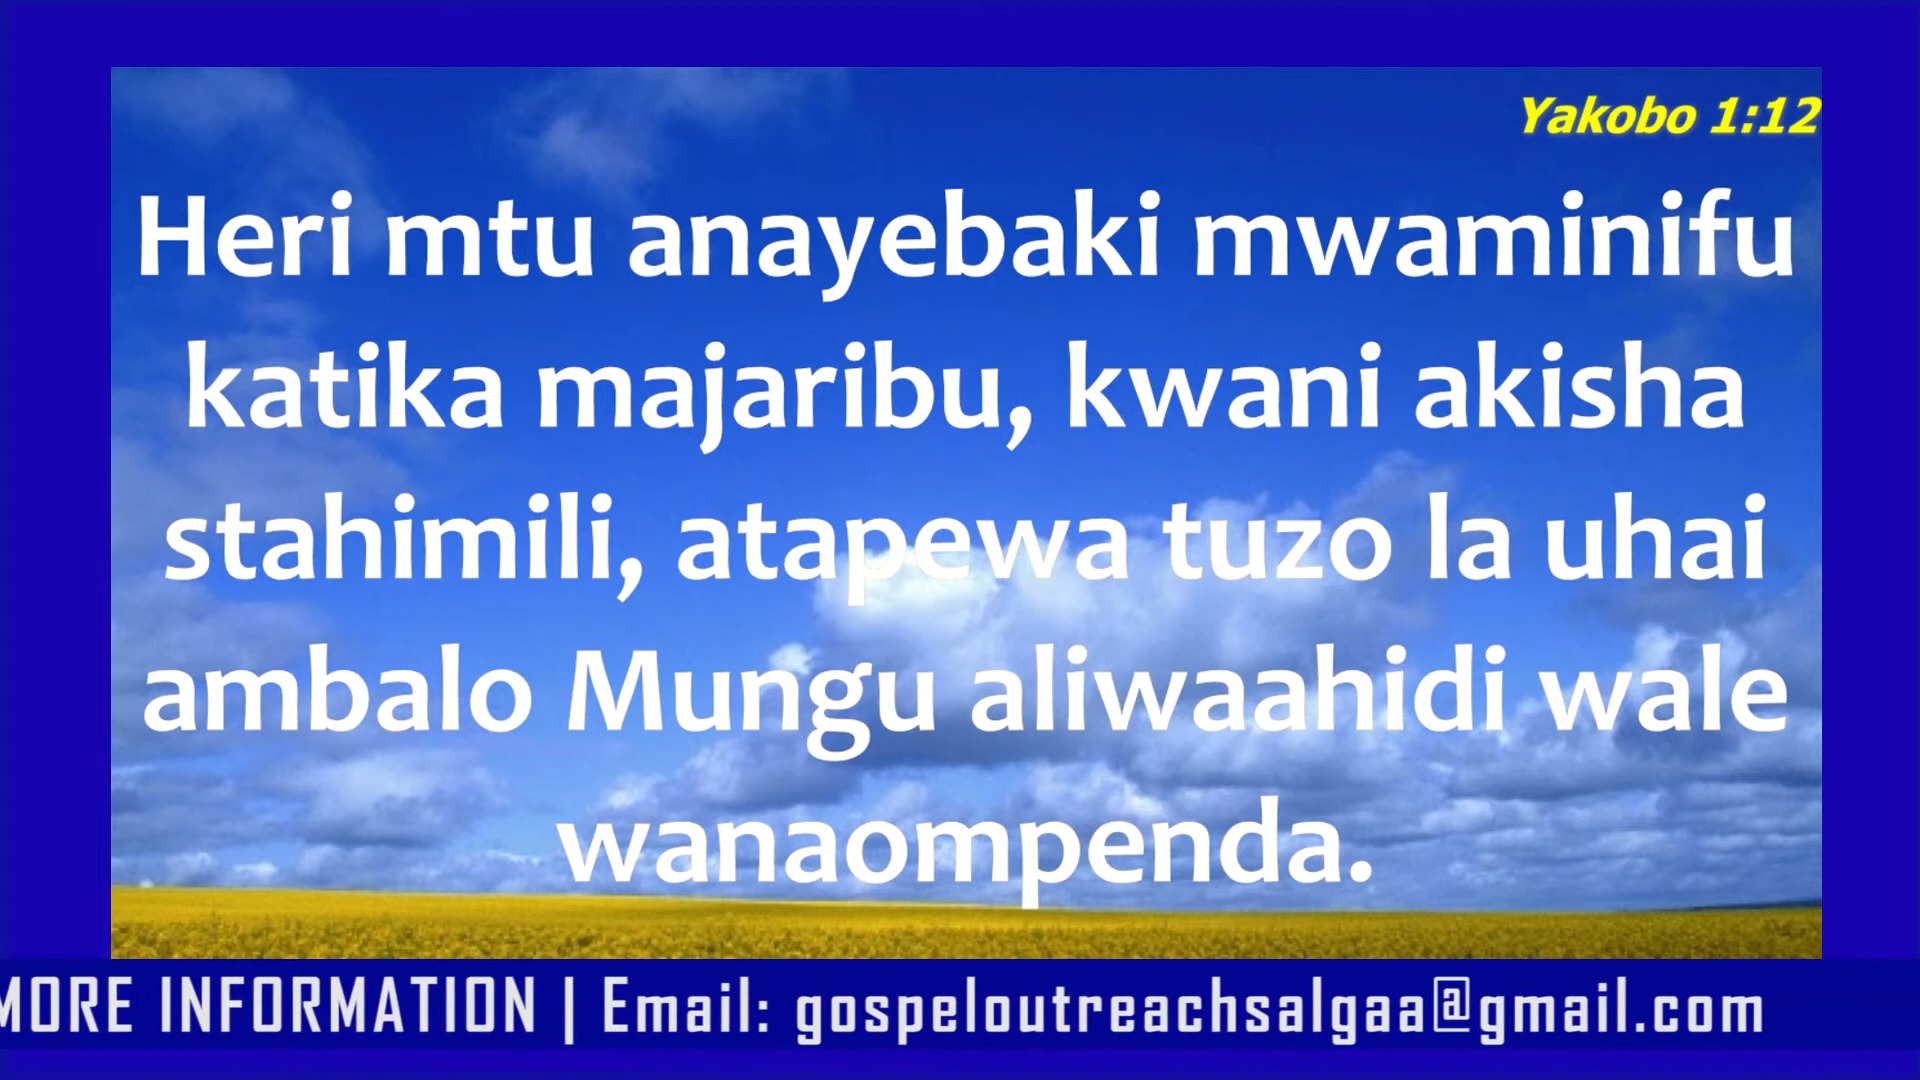 Yakobo 1:12
Heri mtu anayebaki mwaminifu
katika majaribu, kwani akisha
stahimili, atapewa tuzo la uhai
ambalo Mungu aliwaahidi wale
wanaompenda.
MORE INFORMATION | Email: gospeloutreachsalgaa@gmail.com